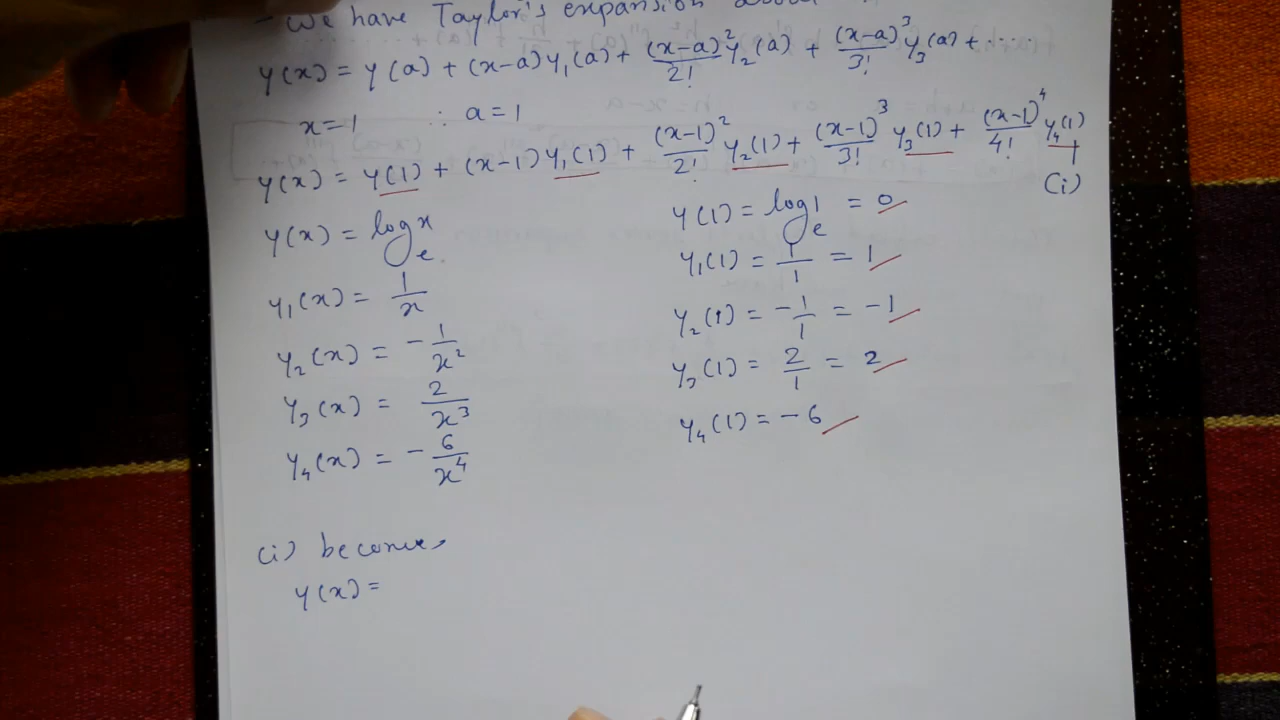 - We have Taylor's expansion about
y(x) = y(a) + (x-a)y₁(a) + (x-a)²/2! y₂(a) + (x-a)³/3! y₃(a) + ....
x=1 ∴ a=1
y(x) = y(1) + (x-1)y₁(1) + (x-1)²/2! y₂(1) + (x-1)³/3! y₃(1) + (x-1)⁴/4! y₄(1)
(i)
y(x) = logₑx
y(1) = logₑ1 = 0
y₁(x) = 1/x
y₁(1) = 1/1 = 1
y₂(x) = - 1/x²
y₂(1) = - 1/1 = -1
y₃(x) = 2/x³
y₃(1) = 2/1 = 2
y₄(x) = - 6/x⁴
y₄(1) = -6
(i) becomes
y(x) =